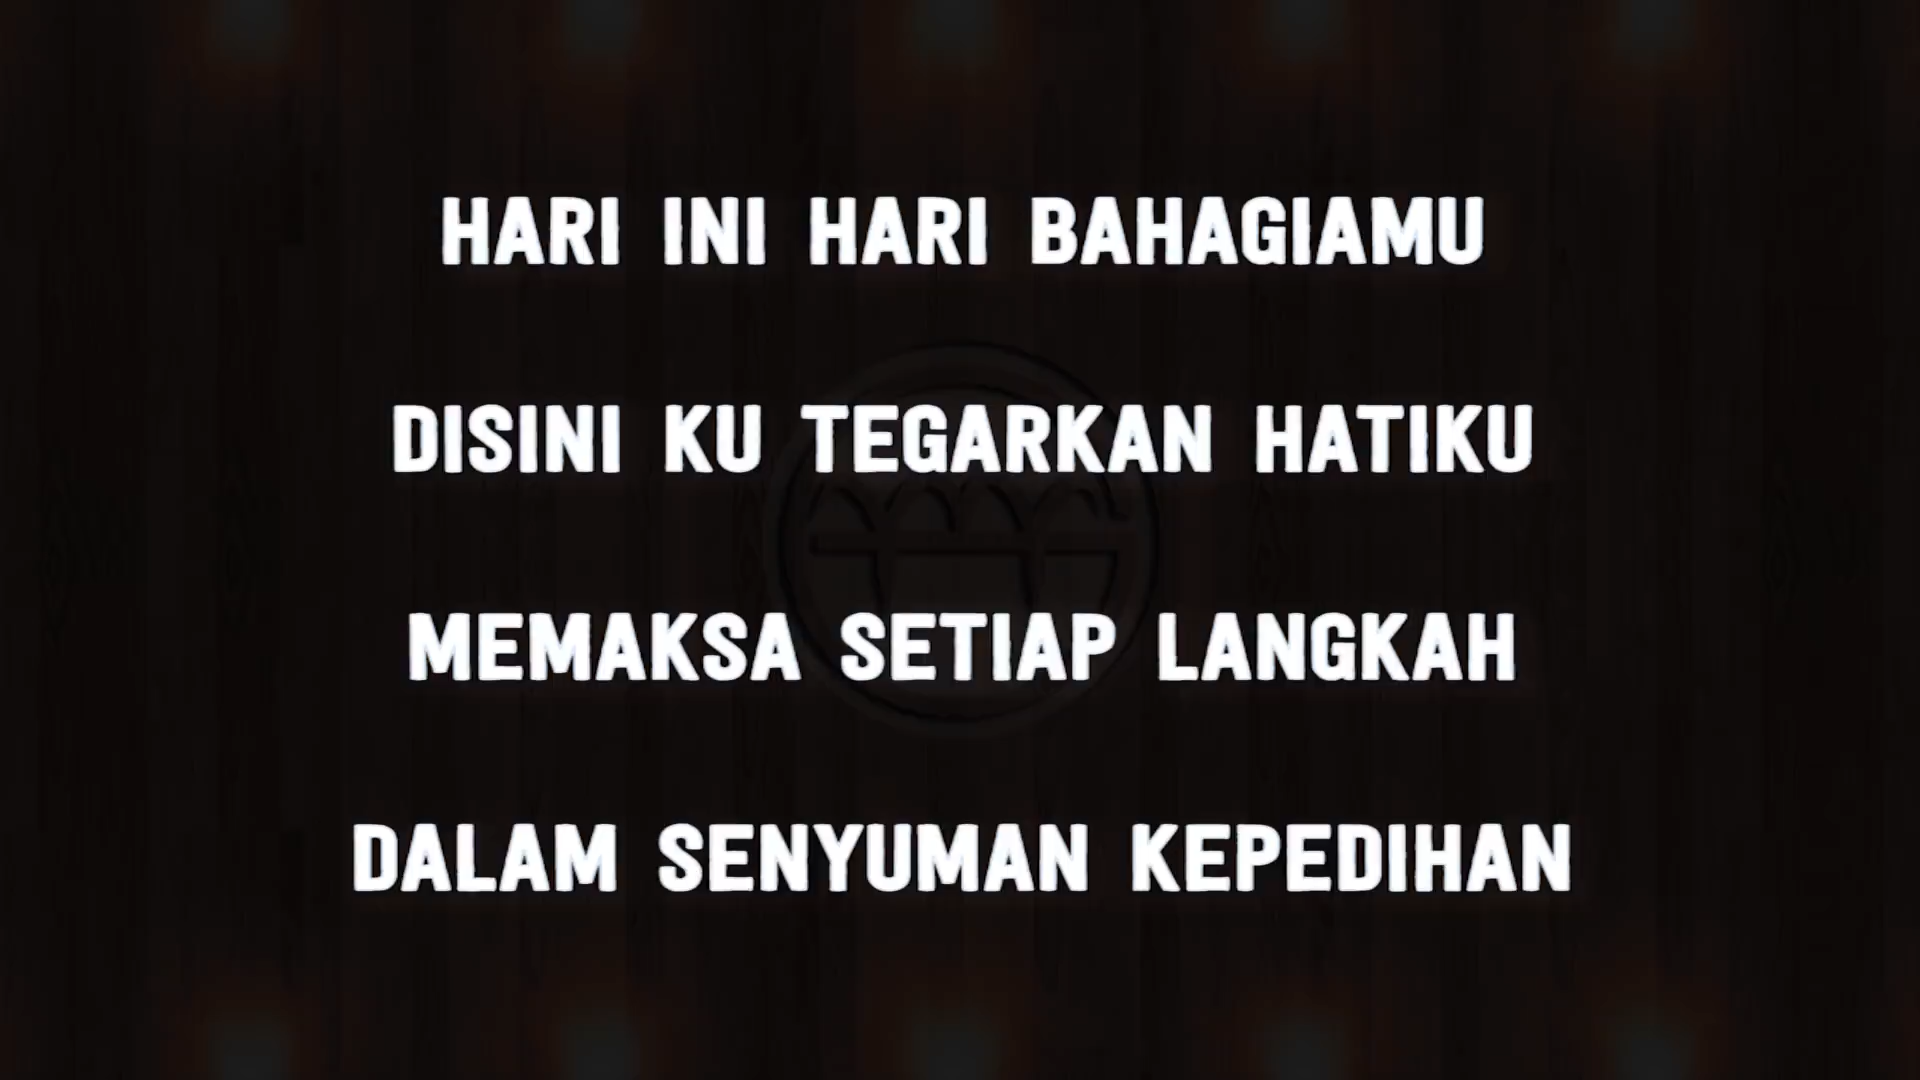 HARI INI HARI BAHAGIAMU
DISINI KU TEGARKAN HATIKU
MEMAKSA SETIAP LANGKAH
DALAM SENYUMAN KEPEDIHAN